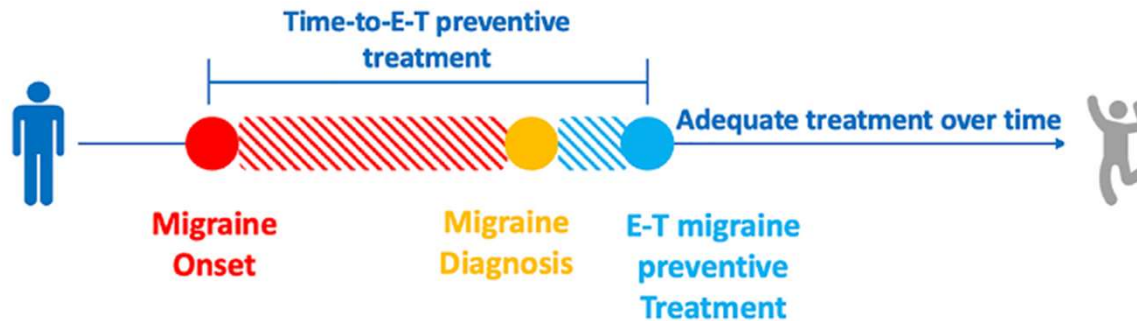 Time-to-E-T preventive
treatment
Adequate treatment over time
Migraine
Onset
Migraine
Diagnosis
E-T migraine
preventive
Treatment